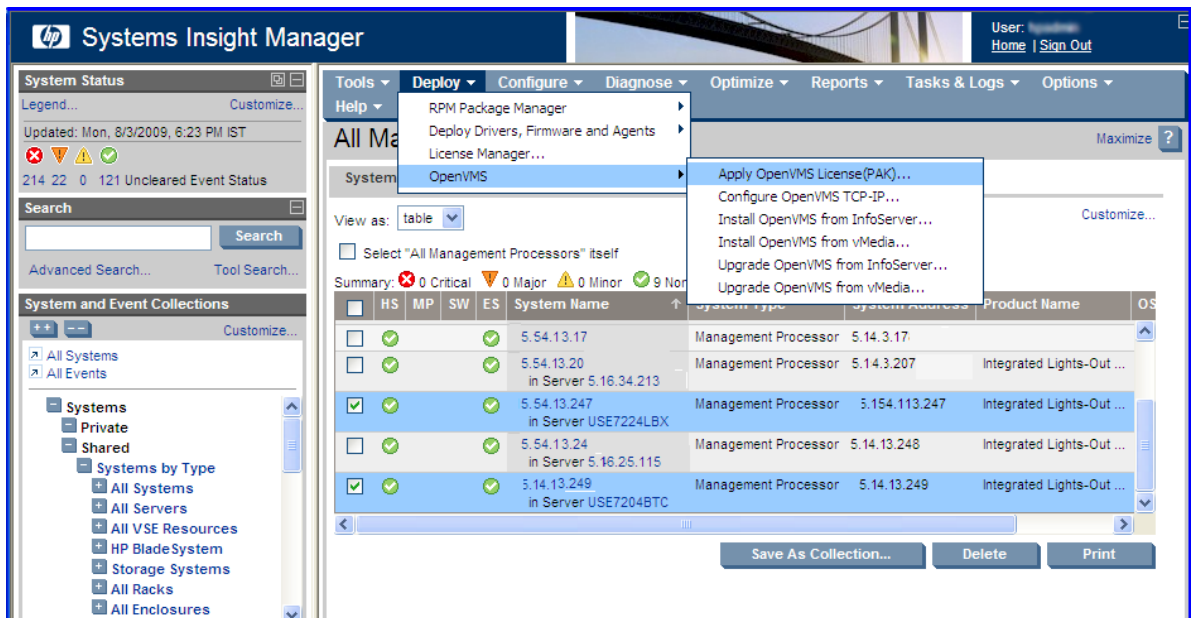 hp Systems Insight Manager
User:
Home | Sign Out
System Status
Legend... Customize...
Updated: Mon, 8/3/2009, 6:23 PM IST
214 22 0 121 Uncleared Event Status
Search
Search
Advanced Search... Tool Search...
System and Event Collections
Customize...
All Systems
All Events
Systems
Private
Shared
Systems by Type
All Systems
All Servers
All VSE Resources
HP BladeSystem
Storage Systems
All Racks
All Enclosures
Tools Deploy Configure Diagnose Optimize Reports Tasks & Logs Options
Help
RPM Package Manager
Deploy Drivers, Firmware and Agents
License Manager...
OpenVMS
Apply OpenVMS License(PAK)...
Configure OpenVMS TCP-IP...
Install OpenVMS from InfoServer...
Install OpenVMS from vMedia...
Upgrade OpenVMS from InfoServer...
Upgrade OpenVMS from vMedia...
All Ma
Maximize ?
System
View as: table
Customize...
Select "All Management Processors" itself
Summary: 0 Critical 0 Major 0 Minor 9 Nor
HS MP SW ES System Name System Type System Address Product Name OS
5.54.13.17 Management Processor 5.14.3.17
5.54.13.20 Management Processor 5.14.3.207 Integrated Lights-Out ...
in Server 5.16.34.213
5.54.13.247 Management Processor 5.154.113.247 Integrated Lights-Out ...
in Server USE7224LBX
5.54.13.24 Management Processor 5.14.13.248 Integrated Lights-Out ...
in Server 5.16.25.115
5.14.13.249 Management Processor 5.14.13.249 Integrated Lights-Out ...
in Server USE7204BTC
Save As Collection... Delete Print